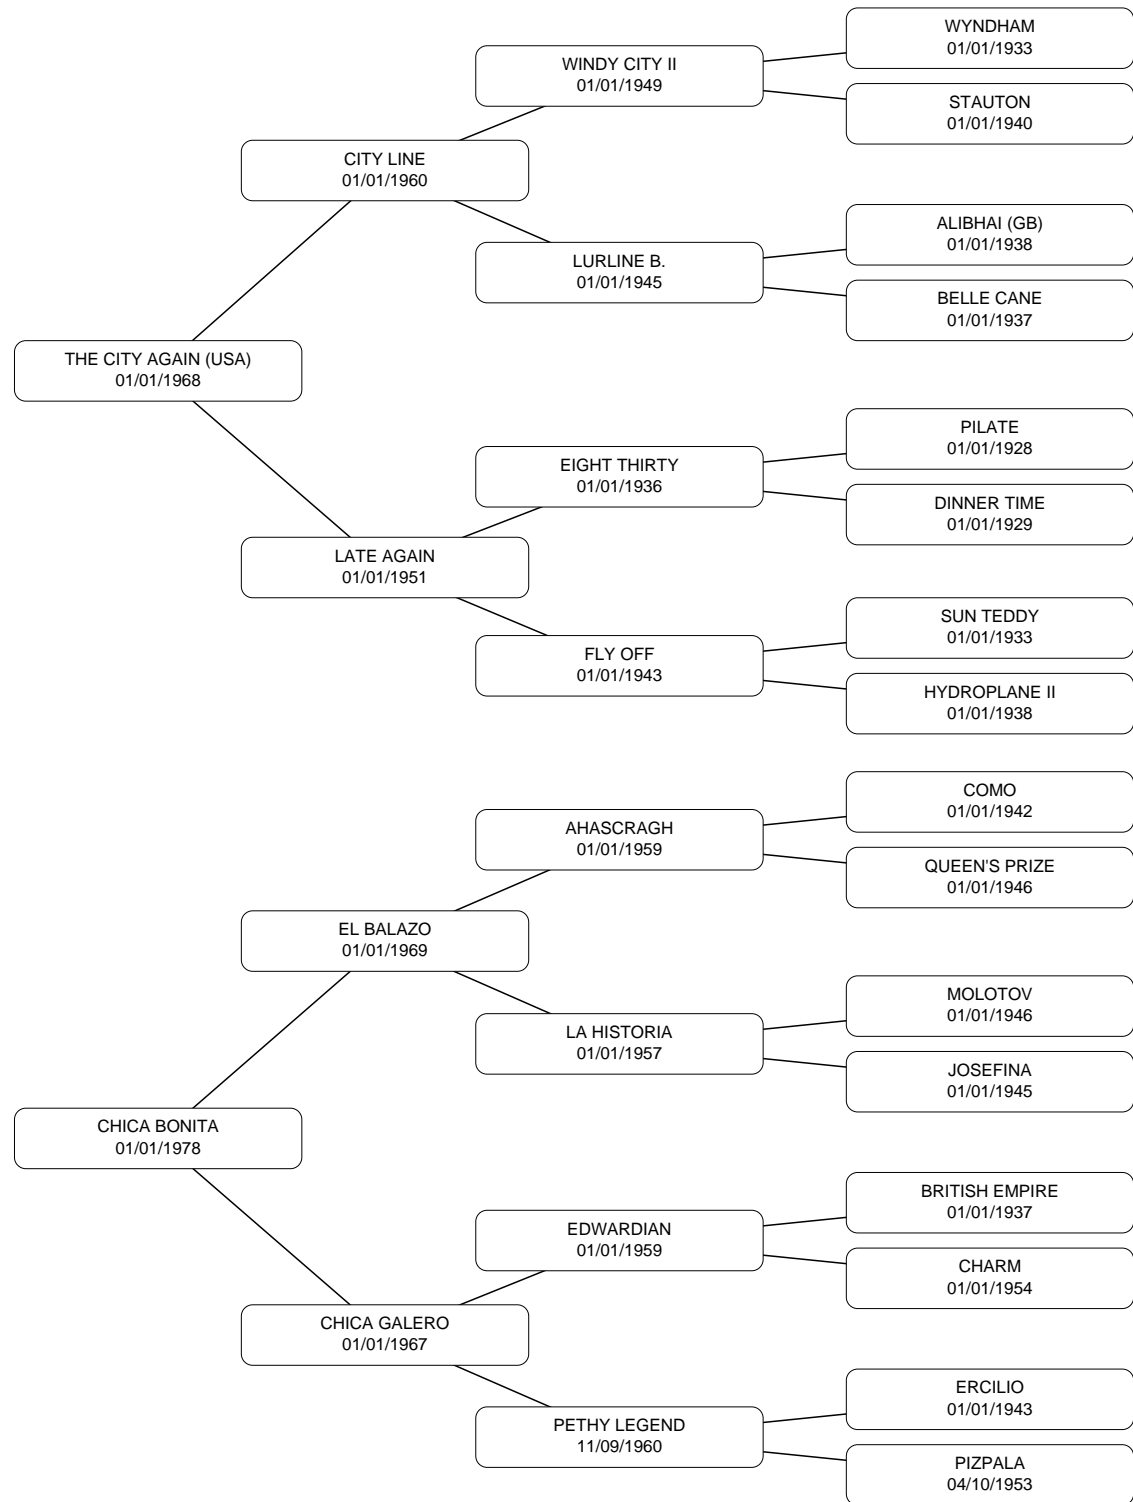 WYNDHAM
01/01/1933
WINDY CITY II
01/01/1949
STAUTON
01/01/1940
CITY LINE
01/01/1960
ALIBHAI (GB)
01/01/1938
LURLINE B.
01/01/1945
BELLE CANE
01/01/1937
THE CITY AGAIN (USA)
01/01/1968
PILATE
01/01/1928
EIGHT THIRTY
01/01/1936
DINNER TIME
01/01/1929
LATE AGAIN
01/01/1951
SUN TEDDY
01/01/1933
FLY OFF
01/01/1943
HYDROPLANE II
01/01/1938
COMO
01/01/1942
AHASCRAGH
01/01/1959
QUEEN'S PRIZE
01/01/1946
EL BALAZO
01/01/1969
MOLOTOV
01/01/1946
LA HISTORIA
01/01/1957
JOSEFINA
01/01/1945
CHICA BONITA
01/01/1978
BRITISH EMPIRE
01/01/1937
EDWARDIAN
01/01/1959
CHARM
01/01/1954
CHICA GALERO
01/01/1967
ERCILIO
01/01/1943
PETHY LEGEND
11/09/1960
PIZPALA
04/10/1953